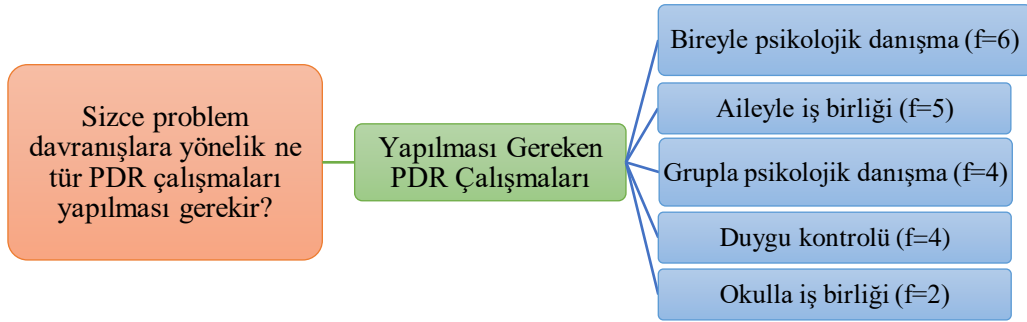 Sizce problem
davranışlara yönelik ne
tür PDR çalışmaları
yapılması gerekir?
Yapılması Gereken
PDR Çalışmaları
Bireyle psikolojik danışma (f=6)
Aileyle iş birliği (f=5)
Grupla psikolojik danışma (f=4)
Duygu kontrolü (f=4)
Okulla iş birliği (f=2)